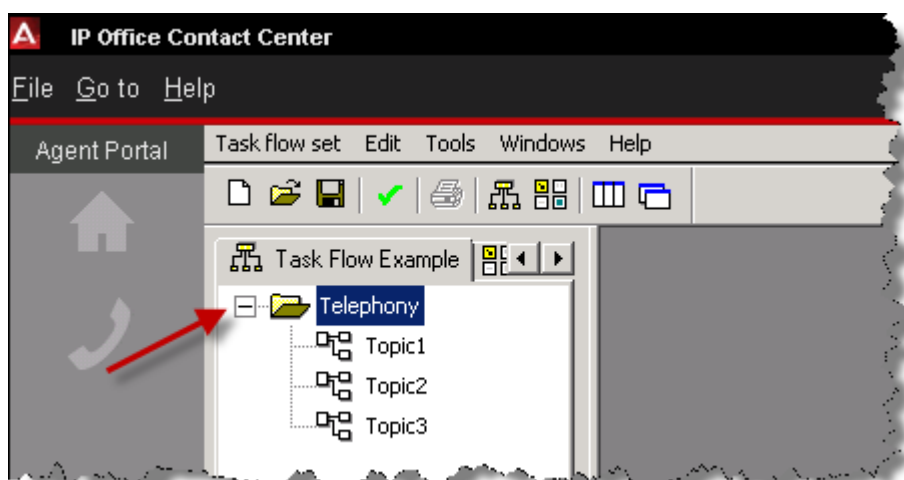 IP Office Contact Center
File Go to Help
Agent Portal
Task flow set Edit Tools Windows Help
Task Flow Example
Telephony
Topic1
Topic2
Topic3